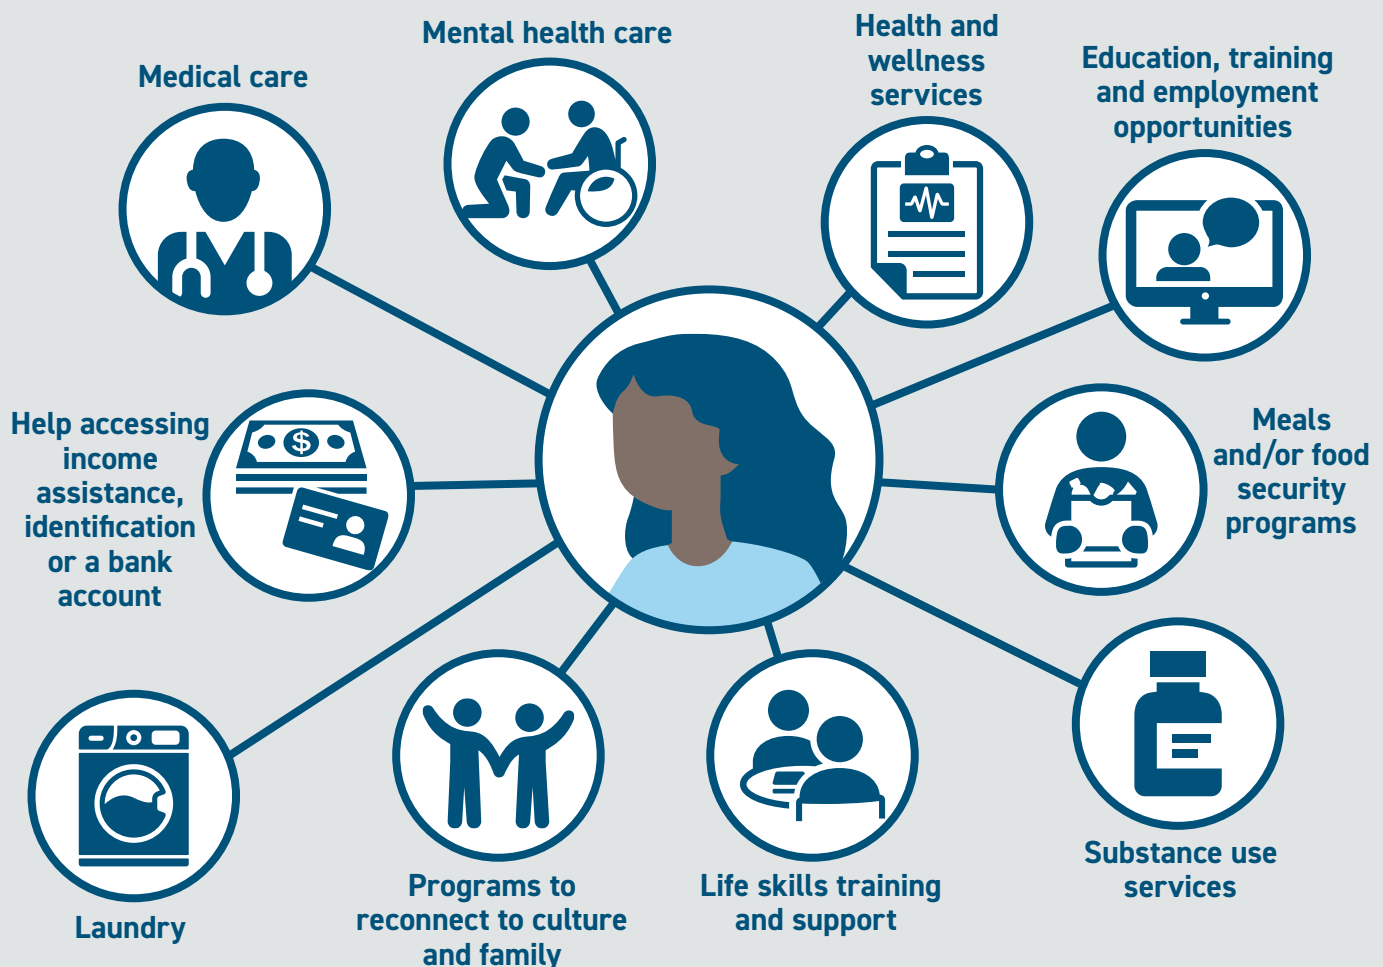 Mental health care
Health and
wellness
services
Education, training
and employment
opportunities
Medical care
Help accessing
income
assistance,
identification
or a bank
account
$
Meals
and/or food
security
programs
Laundry
Programs to
reconnect to culture
and family
Life skills training
and support
Substance use
services